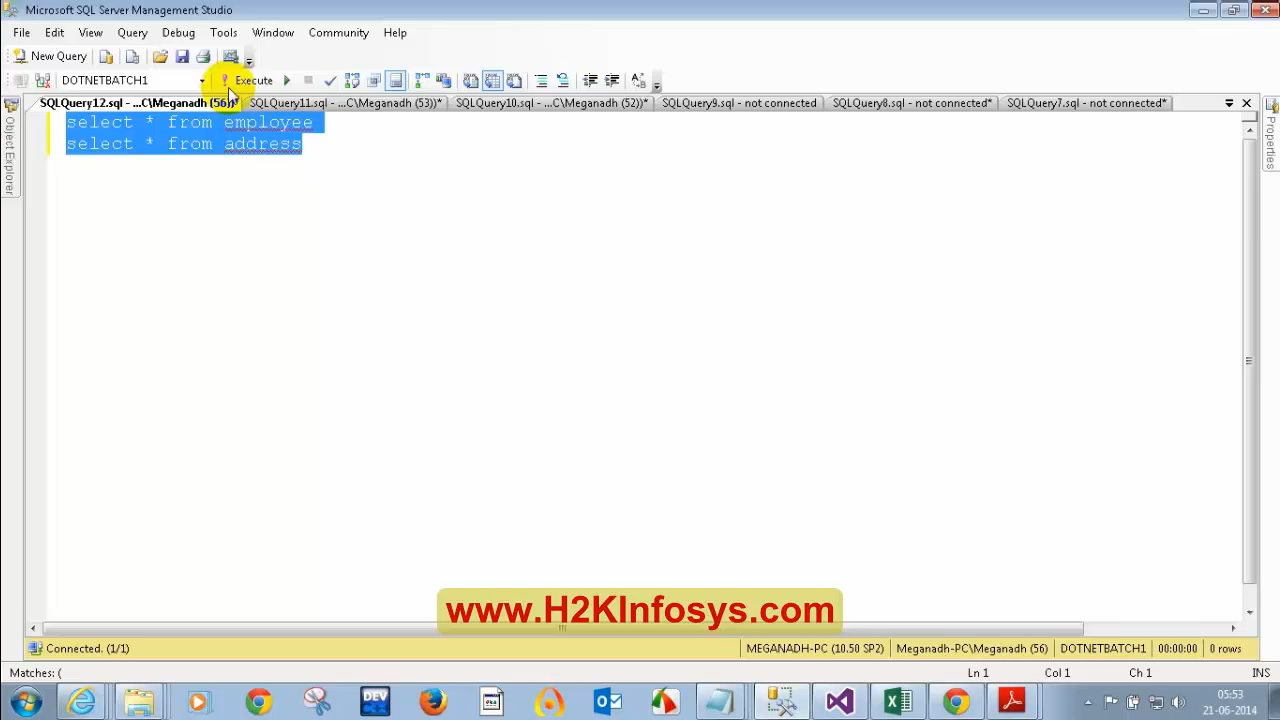 Microsoft SQL Server Management Studio
File Edit View Query Debug Tools Window Community Help
New Query
DOTNETBATCH1 Execute
SQLQuery12.sql - ...C\Meganadh (56))* SQLQuery11.sql - ...C\Meganadh (53))* SQLQuery10.sql - ...C\Meganadh (52))* SQLQuery9.sql - not connected SQLQuery8.sql - not connected* SQLQuery7.sql - not connected*
Object Explorer
Properties
select * from employee
select * from address
www.H2KInfosys.com
Connected. (1/1) MEGANADH-PC (10.50 SP2) Meganadh-PC\Meganadh (56) DOTNETBATCH1 00:00:00 0 rows
Matches: ( Ln 1 Col 1 Ch 1 INS
DEV
05:53
21-06-2014